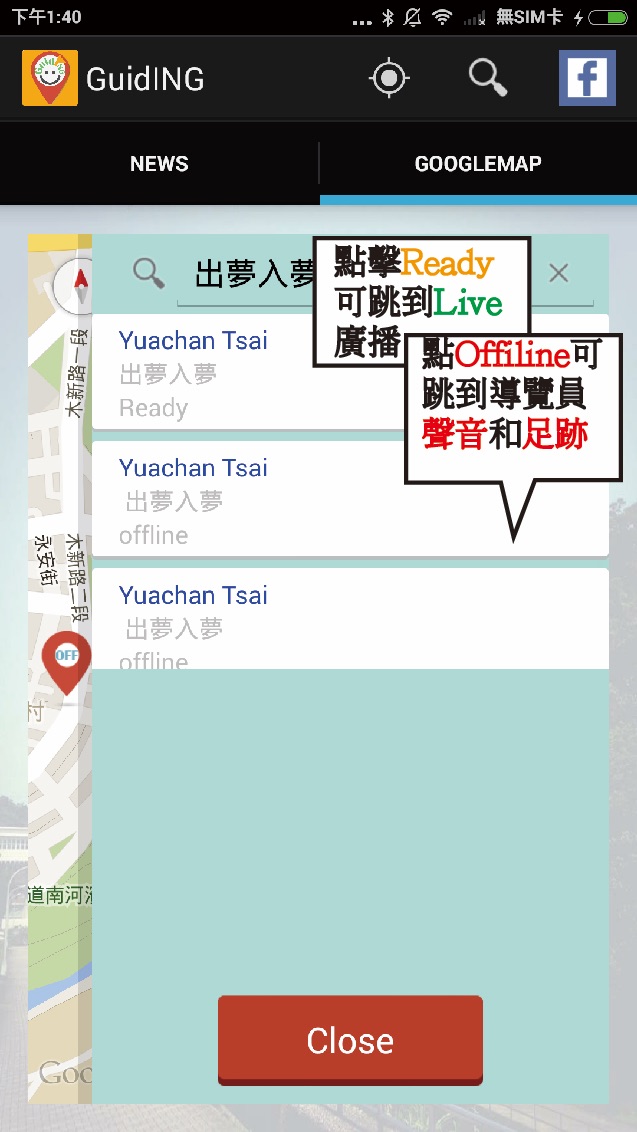 下午1:40
無SIM卡
GuidING
NEWS
GOOGLEMAP
出夢入夢
點擊Ready
可跳到Live
廣播
點Offiline可
跳到導覽員
聲音和足跡
Yuachan Tsai
出夢入夢
Ready
Yuachan Tsai
出夢入夢
offline
Yuachan Tsai
出夢入夢
offline
木新路一段
木新路二段
永安街
OFF
村
道南河濱
Goo
Close